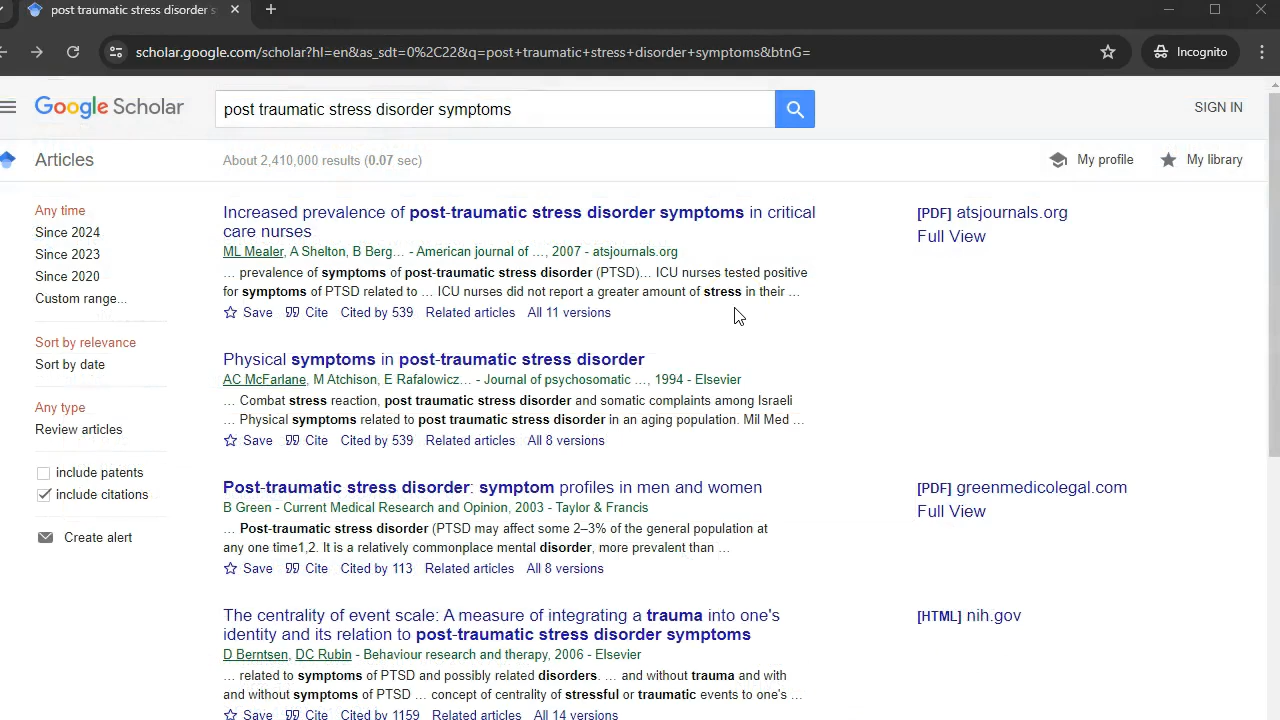 post traumatic stress disorder s
scholar.google.com/scholar?hl=en&as_sdt=0%2C22&q=post+traumatic+stress+disorder+symptoms&btnG=
Incognito
Google Scholar
post traumatic stress disorder symptoms
SIGN IN
Articles
About 2,410,000 results (0.07 sec)
My profile
My library
Any time
Since 2024
Since 2023
Since 2020
Custom range...
Sort by relevance
Sort by date
Any type
Review articles
include patents
include citations
Create alert
Increased prevalence of post-traumatic stress disorder symptoms in critical
care nurses
ML Mealer, A Shelton, B Berg… - American journal of …, 2007 - atsjournals.org
… prevalence of symptoms of post-traumatic stress disorder (PTSD)… ICU nurses tested positive
for symptoms of PTSD related to … ICU nurses did not report a greater amount of stress in their …
Save Cite Cited by 539 Related articles All 11 versions
[PDF] atsjournals.org
Full View
Physical symptoms in post-traumatic stress disorder
AC McFarlane, M Atchison, E Rafalowicz… - Journal of psychosomatic …, 1994 - Elsevier
… Combat stress reaction, post traumatic stress disorder and somatic complaints among Israeli
… Physical symptoms related to post traumatic stress disorder in an aging population. Mil Med …
Save Cite Cited by 539 Related articles All 8 versions
Post-traumatic stress disorder: symptom profiles in men and women
B Green - Current Medical Research and Opinion, 2003 - Taylor & Francis
… Post-traumatic stress disorder (PTSD may affect some 2–3% of the general population at
any one time1,2. It is a relatively commonplace mental disorder, more prevalent than …
Save Cite Cited by 113 Related articles All 8 versions
[PDF] greenmedicolegal.com
Full View
The centrality of event scale: A measure of integrating a trauma into one's
identity and its relation to post-traumatic stress disorder symptoms
D Berntsen, DC Rubin - Behaviour research and therapy, 2006 - Elsevier
… related to symptoms of PTSD and possibly related disorders. … and without trauma and with
and without symptoms of PTSD … concept of centrality of stressful or traumatic events to one's …
Save Cite Cited by 1159 Related articles All 14 versions
[HTML] nih.gov